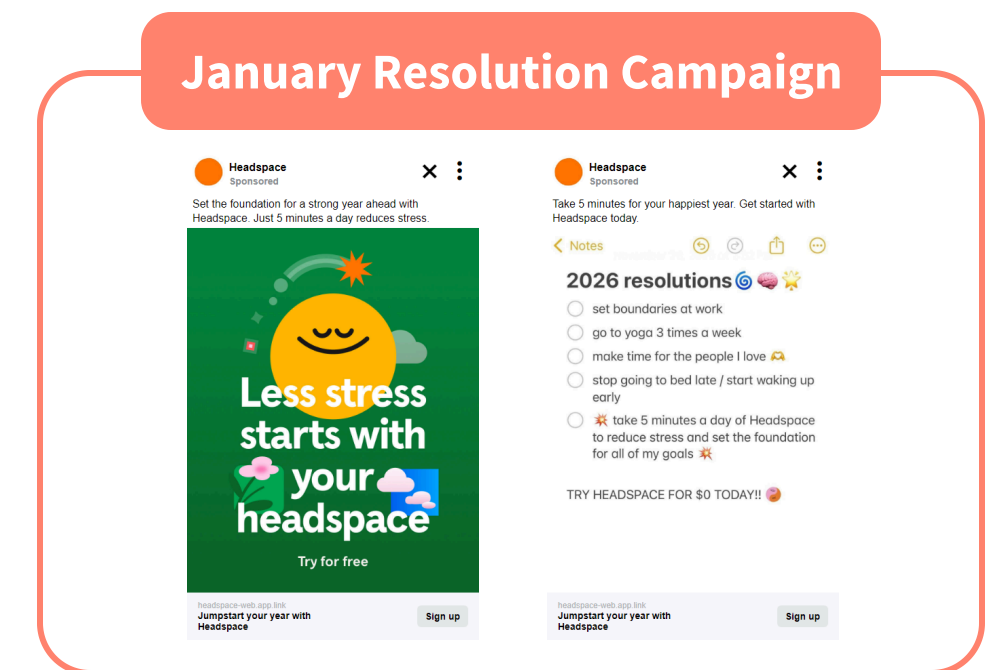 January Resolution Campaign
Headspace
Sponsored
Set the foundation for a strong year ahead with
Headspace. Just 5 minutes a day reduces stress.
Less stress
starts with
your
headspace
Try for free
headspace-web.app.link
Jumpstart your year with
Headspace
Sign up
Headspace
Sponsored
Take 5 minutes for your happiest year. Get started with
Headspace today.
Notes
2026 resolutions🌀🧠🌟
set boundaries at work
go to yoga 3 times a week
make time for the people I love 🫶
stop going to bed late / start waking up
early
💥 take 5 minutes a day of Headspace
to reduce stress and set the foundation
for all of my goals 💥
TRY HEADSPACE FOR $0 TODAY!!
headspace-web.app.link
Jumpstart your year with
Headspace
Sign up